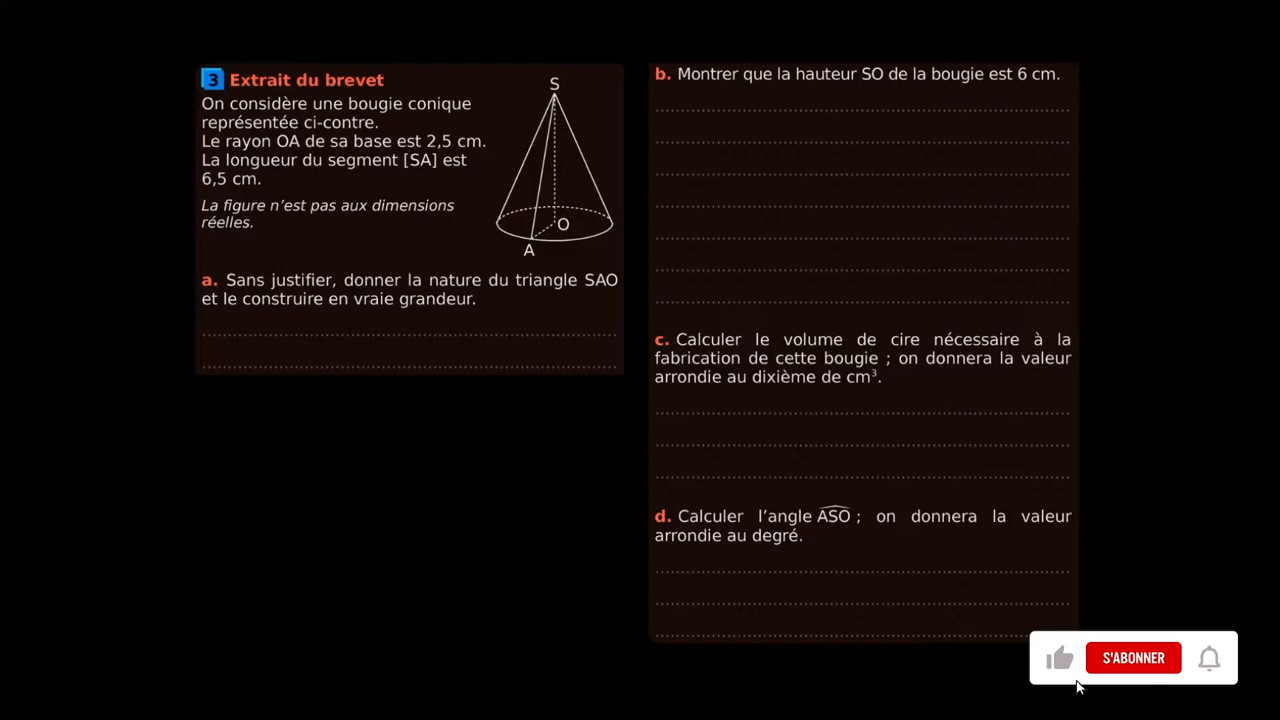 3 Extrait du brevet
On considère une bougie conique
représentée ci-contre.
Le rayon OA de sa base est 2,5 cm.
La longueur du segment [SA] est
6,5 cm.
La figure n'est pas aux dimensions
réelles.
S
O
A
a. Sans justifier, donner la nature du triangle SAO
et le construire en vraie grandeur.
b. Montrer que la hauteur SO de la bougie est 6 cm.
c. Calculer le volume de cire nécessaire à la
fabrication de cette bougie ; on donnera la valeur
arrondie au dixième de cm³.
d. Calculer l'angle ASO ; on donnera la valeur
arrondie au degré.
S'ABONNER